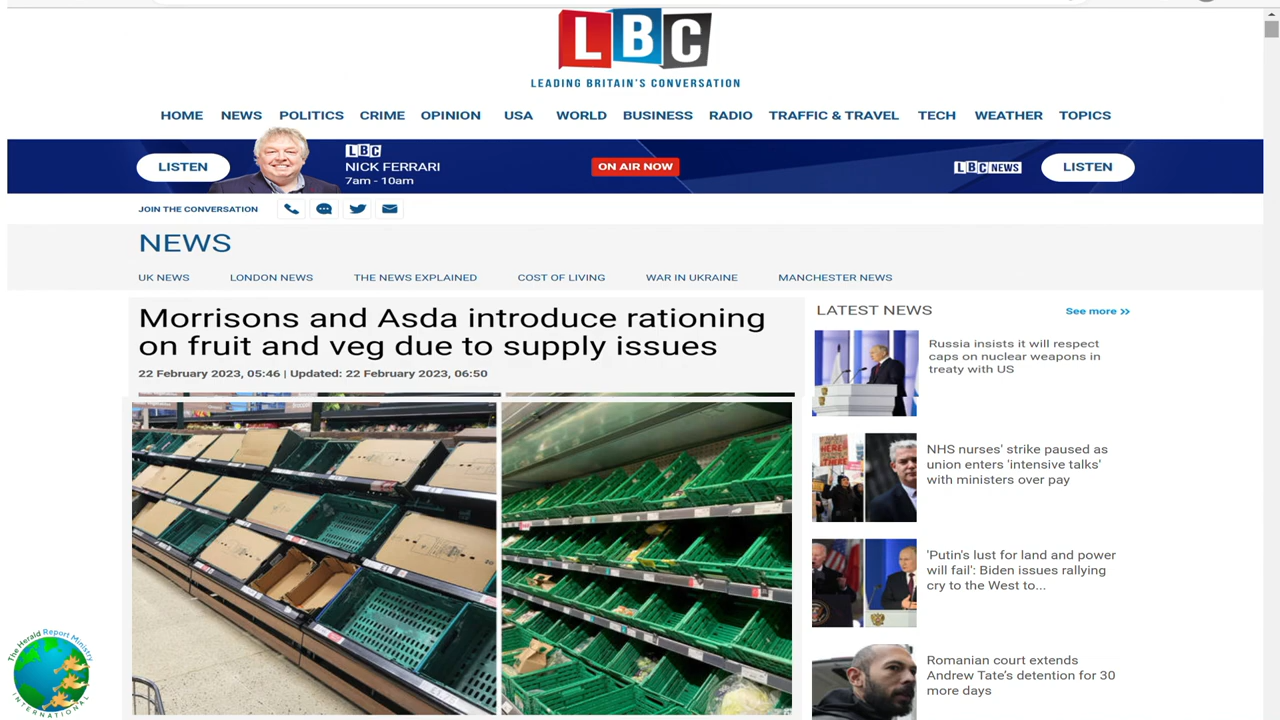 LBC
LEADING BRITAIN'S CONVERSATION
HOME NEWS POLITICS CRIME OPINION USA WORLD BUSINESS RADIO TRAFFIC & TRAVEL TECH WEATHER TOPICS
LISTEN
LBC
NICK FERRARI
7am - 10am
ON AIR NOW
LBC NEWS
LISTEN
JOIN THE CONVERSATION
NEWS
UK NEWS LONDON NEWS THE NEWS EXPLAINED COST OF LIVING WAR IN UKRAINE MANCHESTER NEWS
Morrisons and Asda introduce rationing
on fruit and veg due to supply issues
22 February 2023, 05:46 | Updated: 22 February 2023, 06:50
LATEST NEWS
See more »
Russia insists it will respect
caps on nuclear weapons in
treaty with US
NHS nurses' strike paused as
union enters 'intensive talks'
with ministers over pay
'Putin's lust for land and power
will fail': Biden issues rallying
cry to the West to...
Romanian court extends
Andrew Tate's detention for 30
more days
The Herald Report Ministry
INTERNATIONAL